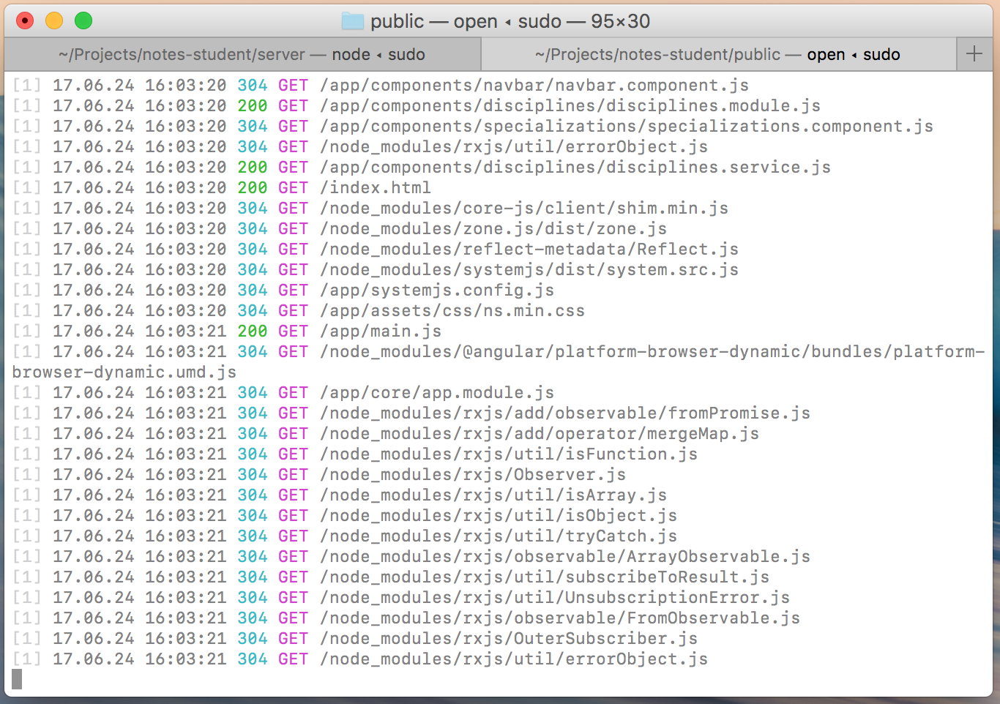 public — open ◂ sudo — 95×30
~/Projects/notes-student/server — node ◂ sudo
~/Projects/notes-student/public — open ◂ sudo
[1] 17.06.24 16:03:20 304 GET /app/components/navbar/navbar.component.js
[1] 17.06.24 16:03:20 200 GET /app/components/disciplines/disciplines.module.js
[1] 17.06.24 16:03:20 304 GET /app/components/specializations/specializations.component.js
[1] 17.06.24 16:03:20 304 GET /node_modules/rxjs/util/errorObject.js
[1] 17.06.24 16:03:20 200 GET /app/components/disciplines/disciplines.service.js
[1] 17.06.24 16:03:20 200 GET /index.html
[1] 17.06.24 16:03:20 304 GET /node_modules/core-js/client/shim.min.js
[1] 17.06.24 16:03:20 304 GET /node_modules/zone.js/dist/zone.js
[1] 17.06.24 16:03:20 304 GET /node_modules/reflect-metadata/Reflect.js
[1] 17.06.24 16:03:20 304 GET /node_modules/systemjs/dist/system.src.js
[1] 17.06.24 16:03:20 304 GET /app/systemjs.config.js
[1] 17.06.24 16:03:20 304 GET /app/assets/css/ns.min.css
[1] 17.06.24 16:03:21 200 GET /app/main.js
[1] 17.06.24 16:03:21 304 GET /node_modules/@angular/platform-browser-dynamic/bundles/platform-
browser-dynamic.umd.js
[1] 17.06.24 16:03:21 304 GET /app/core/app.module.js
[1] 17.06.24 16:03:21 304 GET /node_modules/rxjs/add/observable/fromPromise.js
[1] 17.06.24 16:03:21 304 GET /node_modules/rxjs/add/operator/mergeMap.js
[1] 17.06.24 16:03:21 304 GET /node_modules/rxjs/util/isFunction.js
[1] 17.06.24 16:03:21 304 GET /node_modules/rxjs/Observer.js
[1] 17.06.24 16:03:21 304 GET /node_modules/rxjs/util/isArray.js
[1] 17.06.24 16:03:21 304 GET /node_modules/rxjs/util/isObject.js
[1] 17.06.24 16:03:21 304 GET /node_modules/rxjs/util/tryCatch.js
[1] 17.06.24 16:03:21 304 GET /node_modules/rxjs/observable/ArrayObservable.js
[1] 17.06.24 16:03:21 304 GET /node_modules/rxjs/util/subscribeToResult.js
[1] 17.06.24 16:03:21 304 GET /node_modules/rxjs/util/UnsubscriptionError.js
[1] 17.06.24 16:03:21 304 GET /node_modules/rxjs/observable/FromObservable.js
[1] 17.06.24 16:03:21 304 GET /node_modules/rxjs/OuterSubscriber.js
[1] 17.06.24 16:03:21 304 GET /node_modules/rxjs/util/errorObject.js